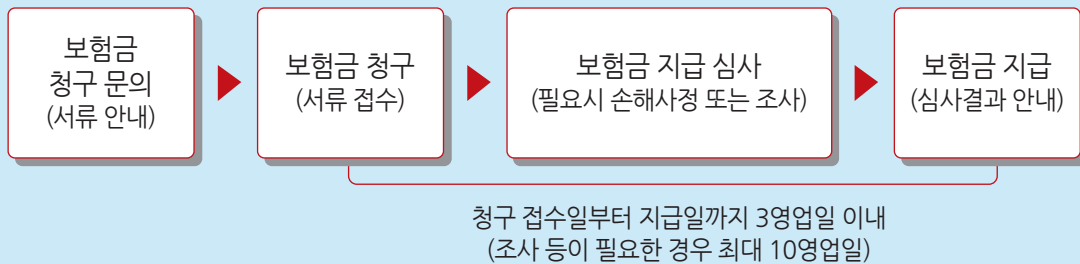 보험금
청구 문의
(서류 안내)
보험금 청구
(서류 접수)
보험금 지급 심사
(필요시 손해사정 또는 조사)
보험금 지급
(심사결과 안내)
청구 접수일부터 지급일까지 3영업일 이내
(조사 등이 필요한 경우 최대 10영업일)